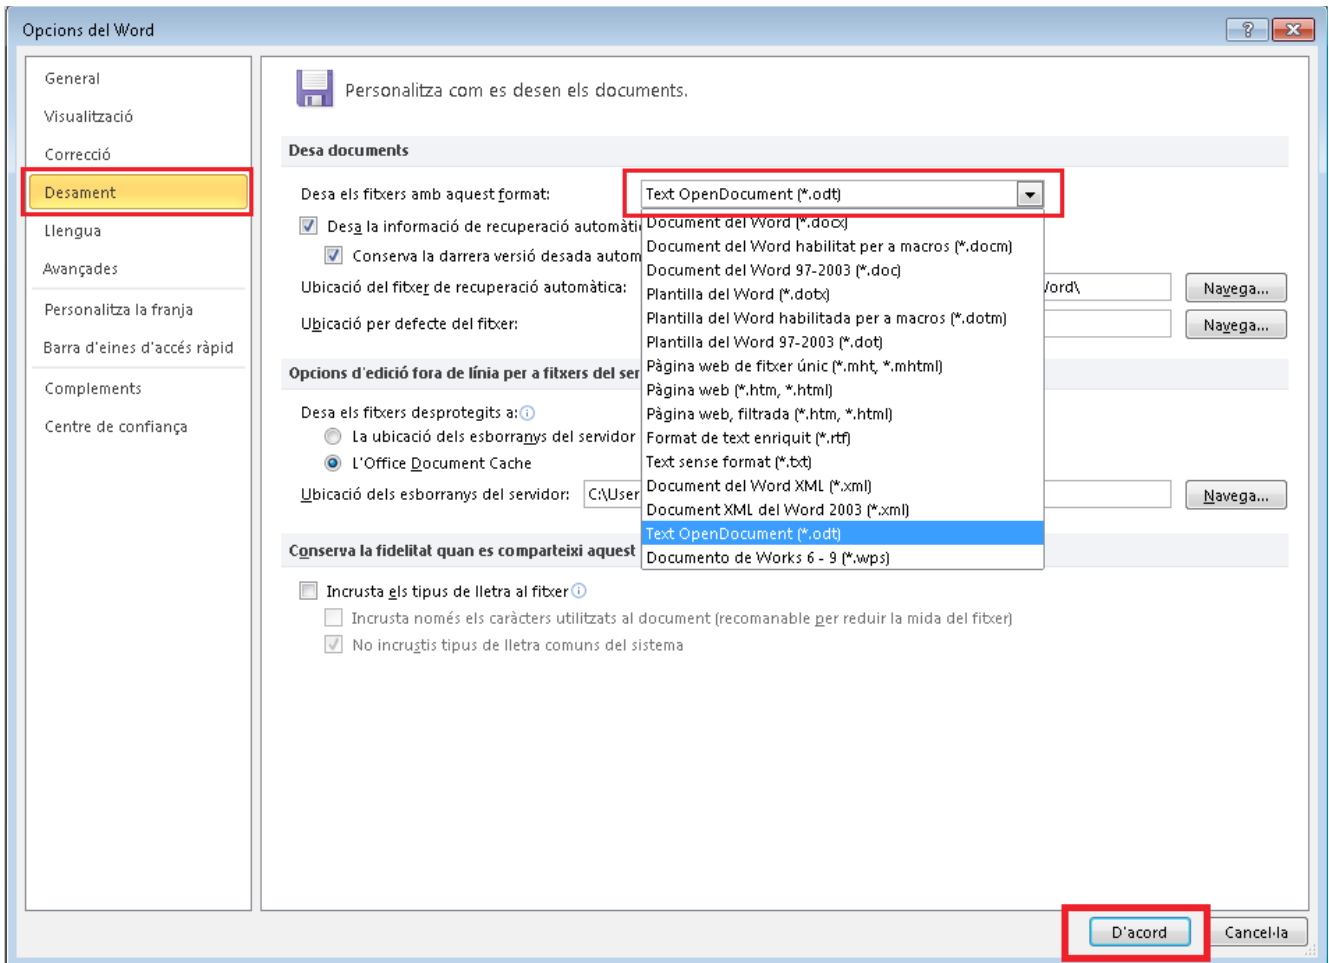 Opcions del Word
General
Visualització
Correcció
Desament
Llengua
Avançades
Personalitza la franja
Barra d'eines d'accés ràpid
Complements
Centre de confiança
Personalitza com es desen els documents.
Desa documents
Desa els fitxers amb aquest format: Text OpenDocument (*.odt)
Desa la informació de recuperació automàti
Conserva la darrera versió desada autom
Ubicació del fitxer de recuperació automàtica: Word\ Navega...
Ubicació per defecte del fitxer: Navega...
Document del Word (*.docx)
Document del Word habilitat per a macros (*.docm)
Document del Word 97-2003 (*.doc)
Plantilla del Word (*.dotx)
Plantilla del Word habilitada per a macros (*.dotm)
Plantilla del Word 97-2003 (*.dot)
Pàgina web de fitxer únic (*.mht, *.mhtml)
Pàgina web (*.htm, *.html)
Pàgina web, filtrada (*.htm, *.html)
Format de text enriquit (*.rtf)
Text sense format (*.txt)
Document del Word XML (*.xml)
Document XML del Word 2003 (*.xml)
Text OpenDocument (*.odt)
Documento de Works 6 - 9 (*.wps)
Opcions d'edició fora de línia per a fitxers del ser
Desa els fitxers desprotegits a:
La ubicació dels esborranys del servidor
L'Office Document Cache
Ubicació dels esborranys del servidor: C:\User Navega...
Conserva la fidelitat quan es comparteixi aquest
Incrusta els tipus de lletra al fitxer
Incrusta només els caràcters utilitzats al document (recomanable per reduir la mida del fitxer)
No incrustis tipus de lletra comuns del sistema
D'acord Cancel·la